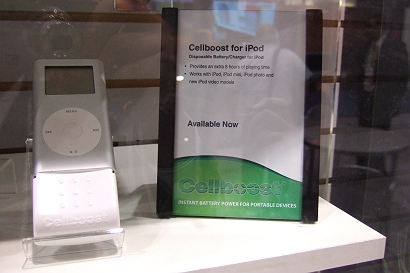 Cellboost for iPod
Disposable Battery/Charger for iPod
• Provides an extra 8 hours of playing time
• Works with iPod, iPod mini, iPod photo and
new iPod video models
Available Now
Cellboost
INSTANT BATTERY POWER FOR PORTABLE DEVICES
MENU
Cellboost